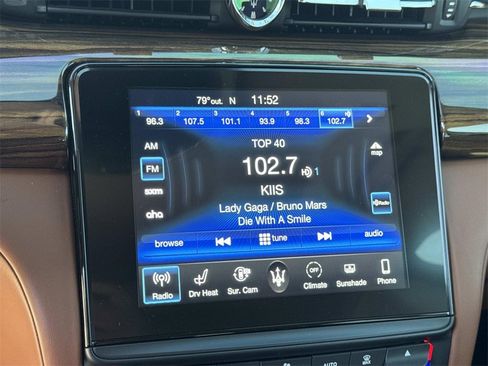 79° out. N 11:52
1 2 3 4 5 6
98.3 107.5 101.1 93.9 98.3 102.7
AM
TOP 40
map
FM
102.7 HD 1
sxm
KIIS
HD Radio
aha
Lady Gaga / Bruno Mars
Die With A Smile
browse tune audio
Radio Drv Heat Sur. Cam OFF Climate Sunshade Phone
AUTO MAX